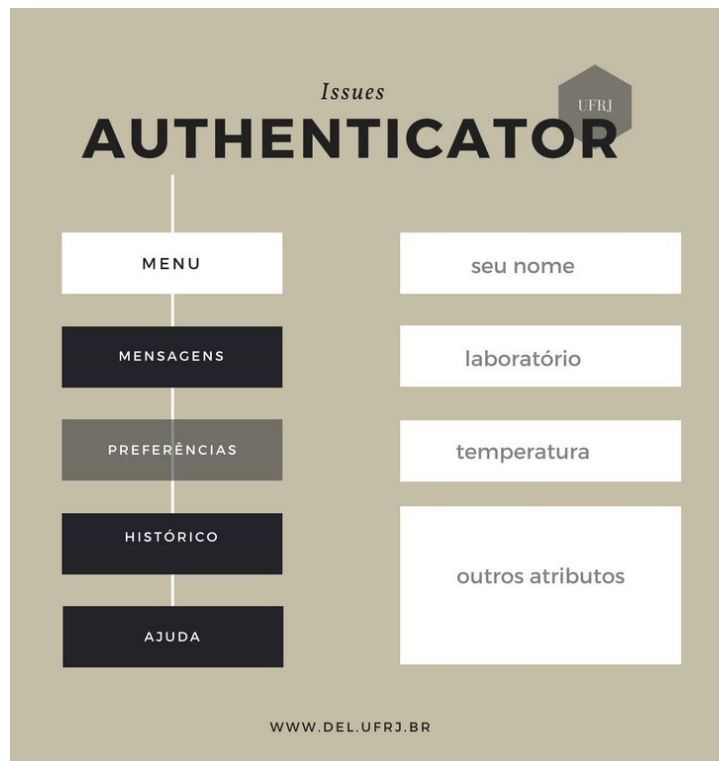 Issues
UFRJ
AUTHENTICATOR
MENU
MENSAGENS
PREFERÊNCIAS
HISTÓRICO
AJUDA
seu nome
laboratório
temperatura
outros atributos
WWW.DEL.UFRJ.BR